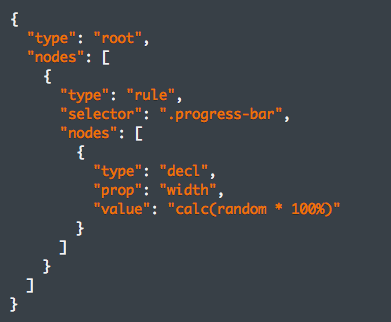 {
  "type": "root",
  "nodes": [
    {
      "type": "rule",
      "selector": ".progress-bar",
      "nodes": [
        {
          "type": "decl",
          "prop": "width",
          "value": "calc(random * 100%)"
        }
      ]
    }
  ]
}